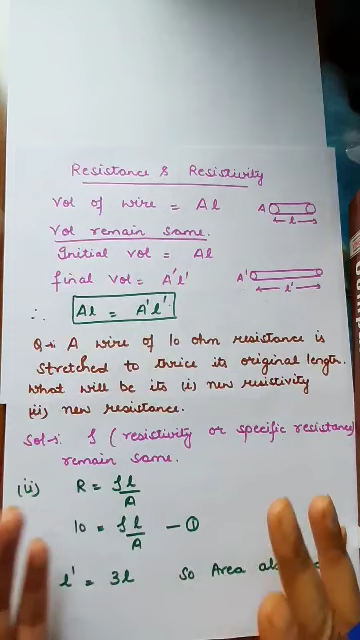 Resistance & Resistivity
Vol of wire = Al
A
l
Vol remain same.
Initial vol = Al
final vol = A'l'
A'
l'
∴ Al = A'l'
Q-: A wire of 10 ohm resistance is
stretched to thrice its original length.
What will be its (i) new resistivity
(ii) new resistance.
Sol-: ρ (resistivity or specific resistance)
remain same.
(ii) R = ρl/A
10 = ρl/A — ①
l' = 3l So Area